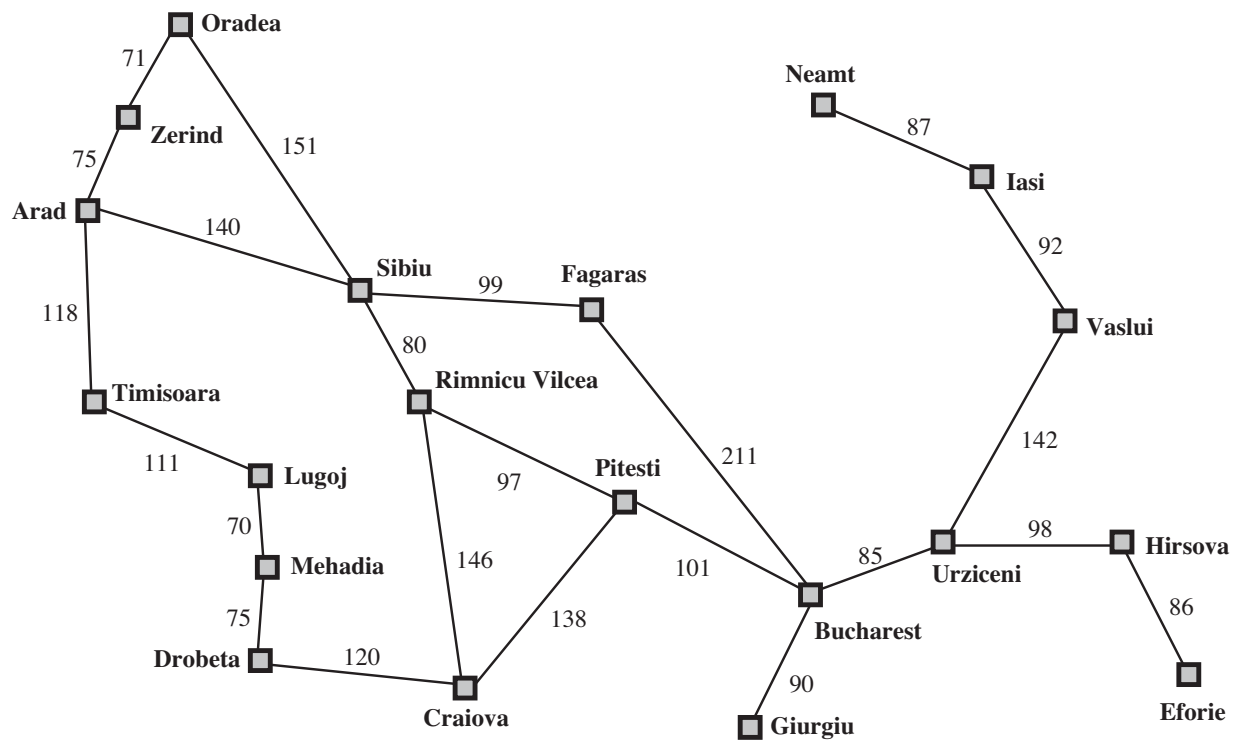 Oradea
71
Neamt
Zerind
87
151
75
Iasi
Arad
140
92
Sibiu
99
Fagaras
118
Vaslui
80
Timisoara
Rimnicu Vilcea
142
111
Lugoj
97
Pitesti
211
70
98
Hirsova
Mehadia
146
101
85
Urziceni
86
75
138
Bucharest
Drobeta
120
90
Craiova
Giurgiu
Eforie